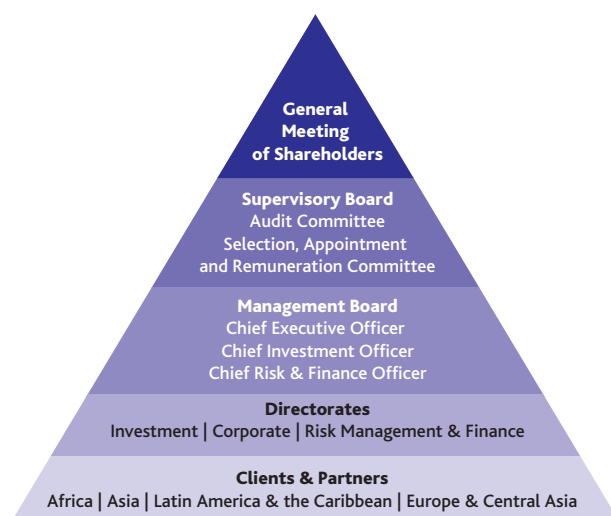 General
Meeting
of Shareholders
Supervisory Board
Audit Committee
Selection, Appointment
and Remuneration Committee
Management Board
Chief Executive Officer
Chief Investment Officer
Chief Risk & Finance Officer
Directorates
Investment | Corporate | Risk Management & Finance
Clients & Partners
Africa | Asia | Latin America & the Caribbean | Europe & Central Asia